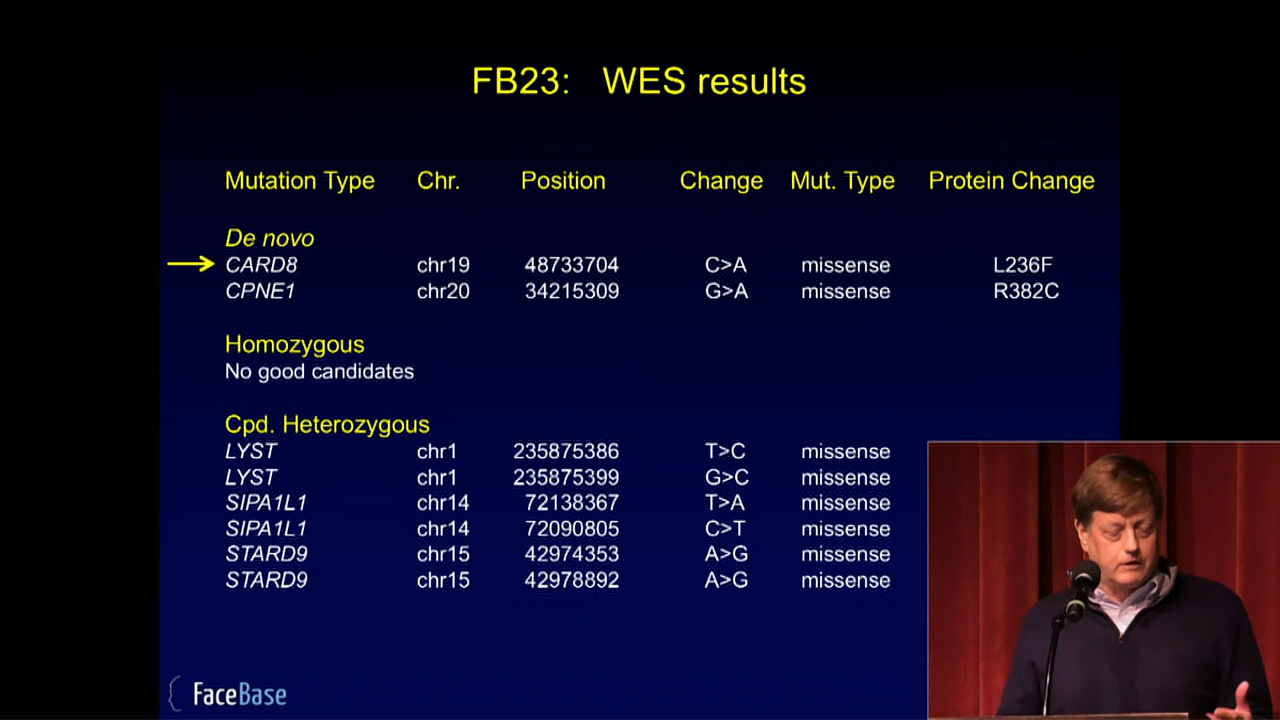 FB23: WES results
Mutation Type Chr. Position Change Mut. Type Protein Change
De novo
CARD8 chr19 48733704 C>A missense L236F
CPNE1 chr20 34215309 G>A missense R382C
Homozygous
No good candidates
Cpd. Heterozygous
LYST chr1 235875386 T>C missense
LYST chr1 235875399 G>C missense
SIPA1L1 chr14 72138367 T>A missense
SIPA1L1 chr14 72090805 C>T missense
STARD9 chr15 42974353 A>G missense
STARD9 chr15 42978892 A>G missense
FaceBase